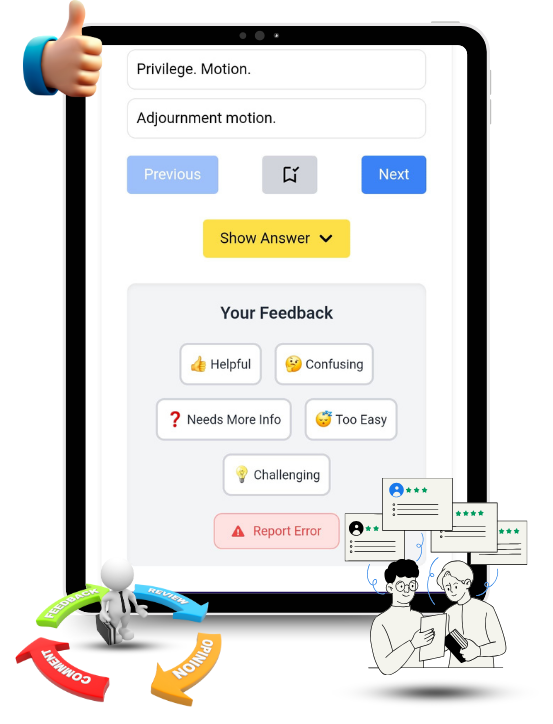 Privilege. Motion.
Adjournment motion.
Previous
Next
Show Answer
Your Feedback
👍 Helpful
🤔 Confusing
❓ Needs More Info
😴 Too Easy
💡 Challenging
Report Error
FEEDBACK
REVIEW
COMMENT
OPINION